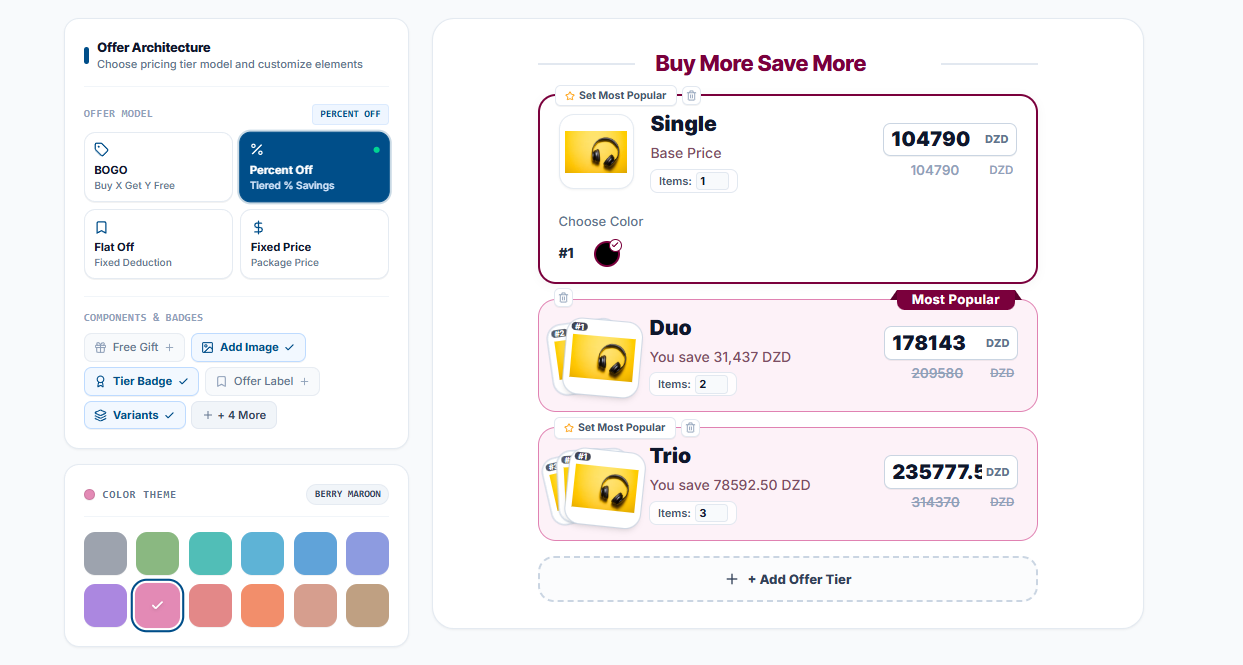 Offer Architecture
Choose pricing tier model and customize elements
OFFER MODEL
PERCENT OFF
BOGO
Buy X Get Y Free
Percent Off
Tiered % Savings
Flat Off
Fixed Deduction
Fixed Price
Package Price
COMPONENTS & BADGES
Free Gift +
Add Image
Tier Badge
Offer Label +
Variants
+ + 4 More
COLOR THEME
BERRY MAROON
Buy More Save More
Set Most Popular
Single
104790 DZD
Base Price
104790 DZD
Items: 1
Choose Color
#1
Most Popular
#2
#1
Duo
178143 DZD
You save 31,437 DZD
209580 DZD
Items: 2
Set Most Popular
#1
Trio
235777.5 DZD
You save 78592.50 DZD
314370 DZD
Items: 3
+ + Add Offer Tier